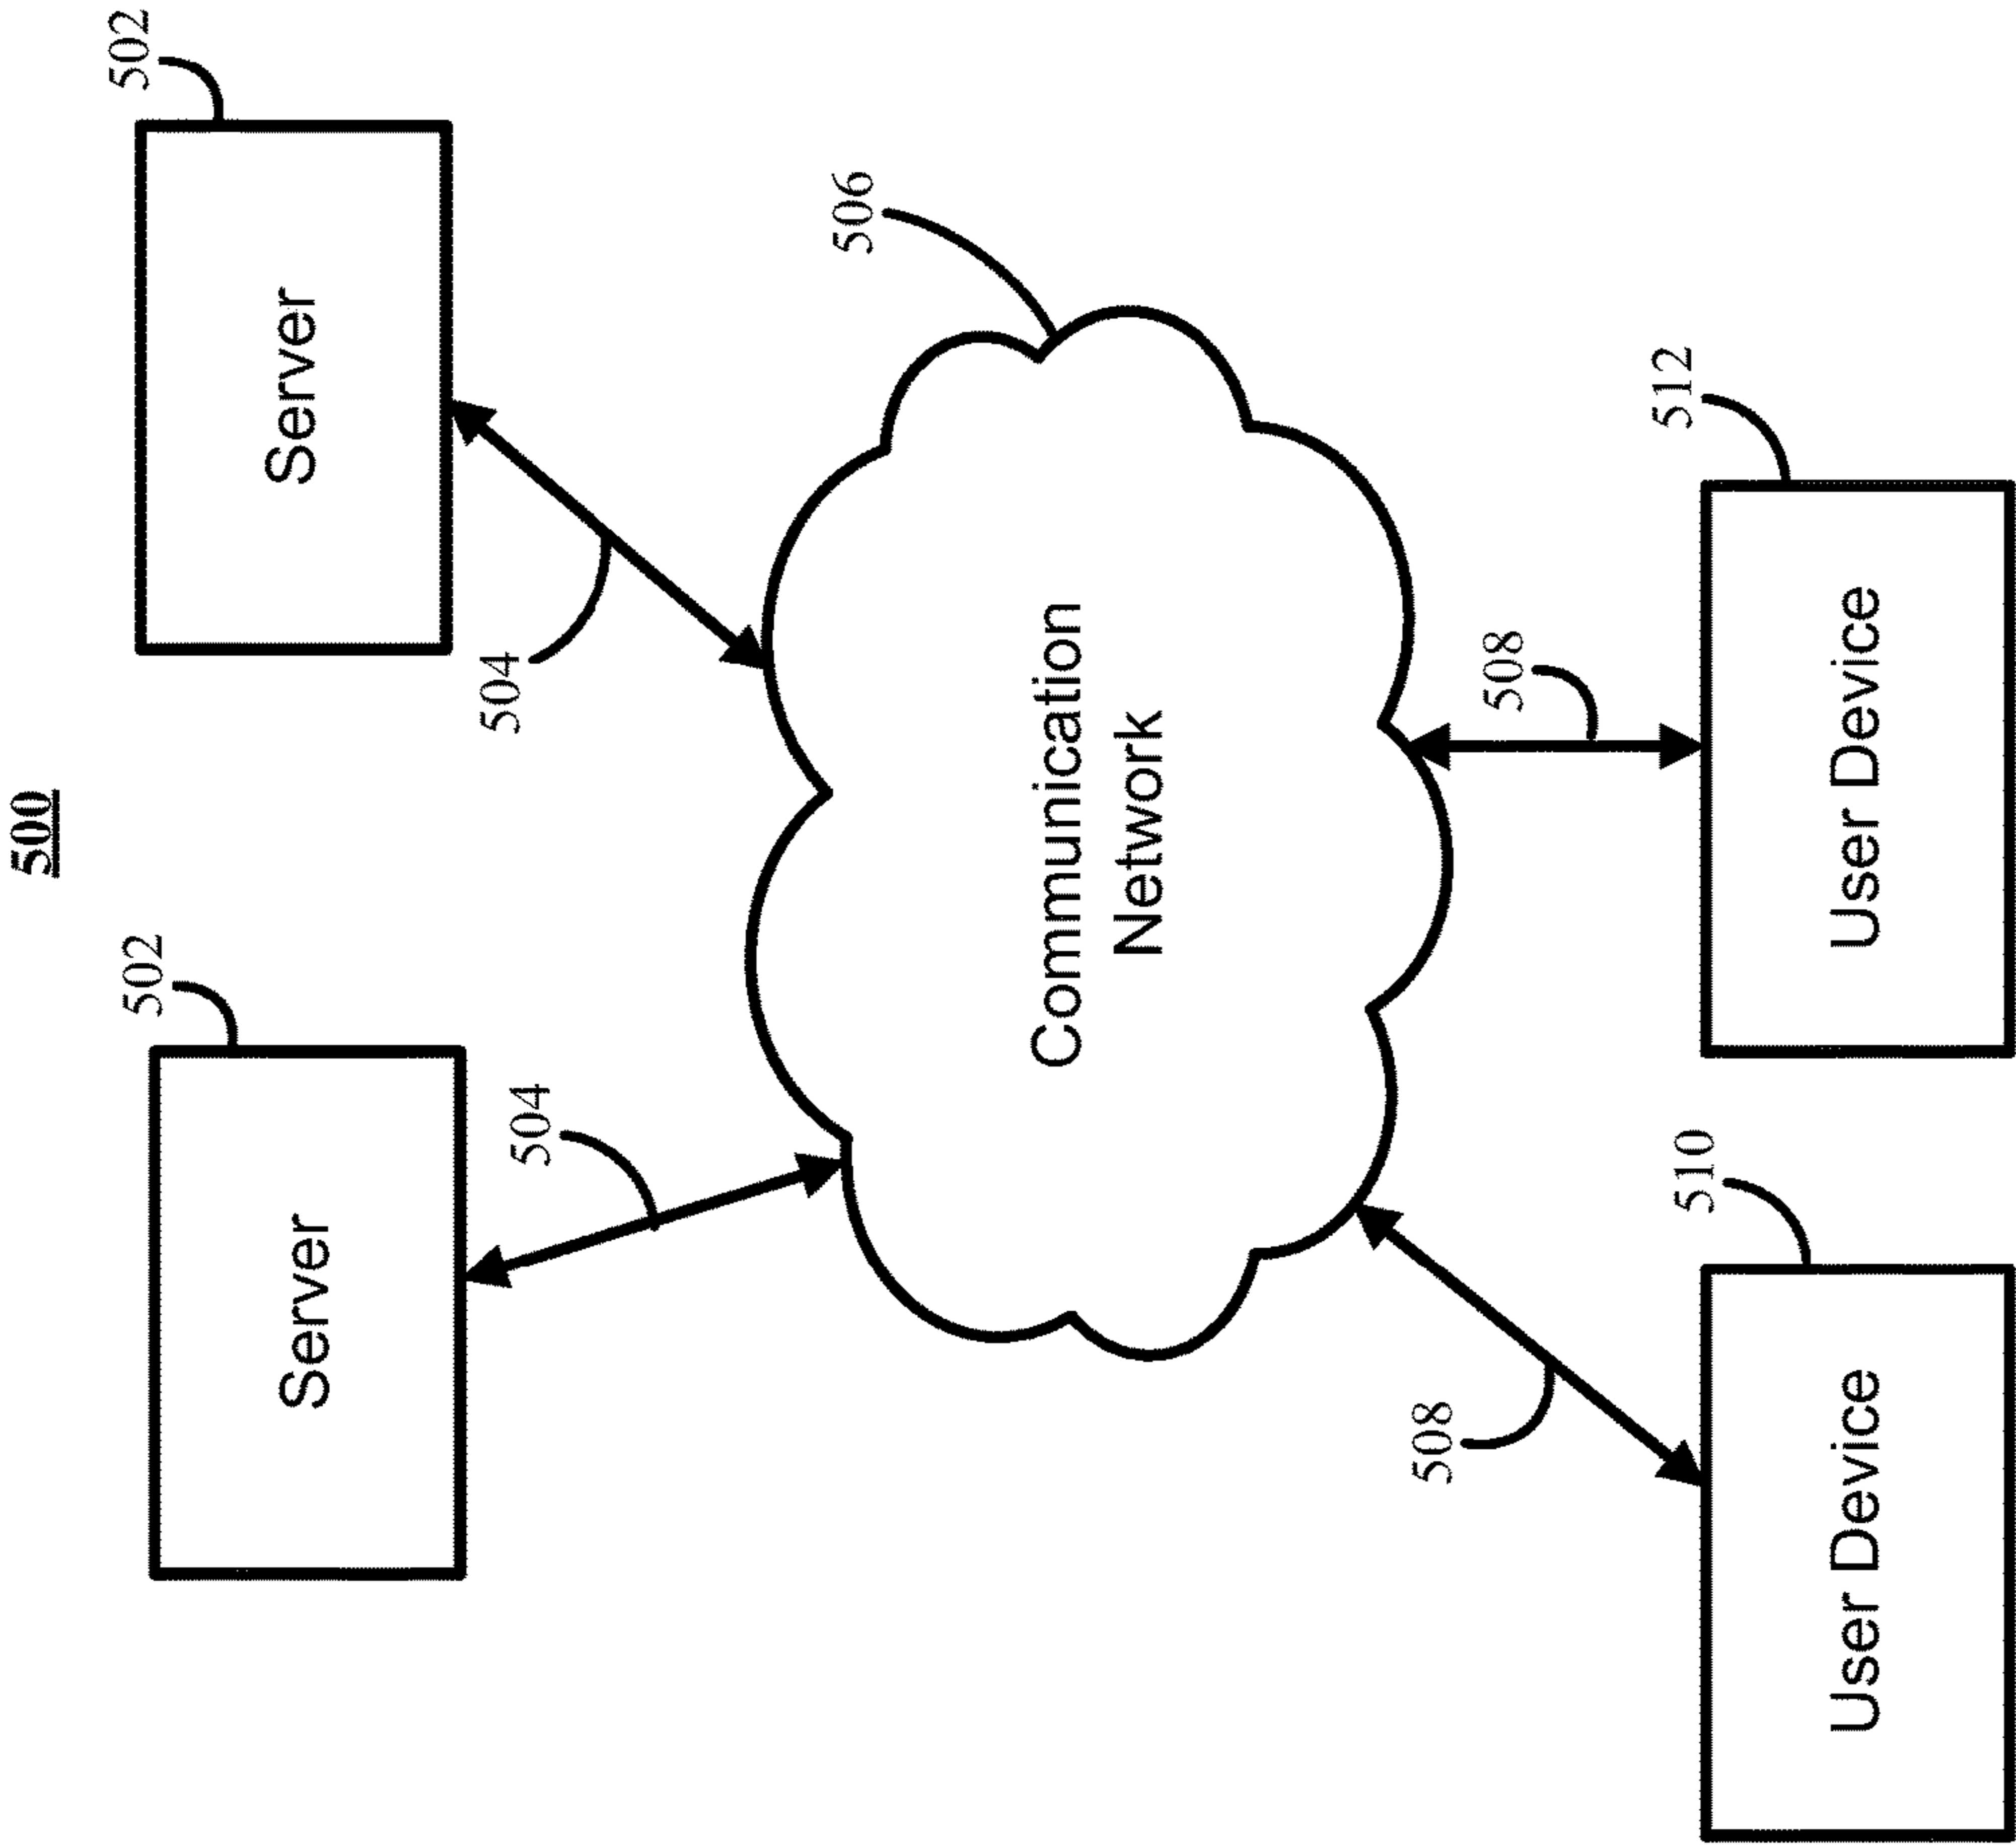 500
502
Server
502
Server
504
504
506
Communication
Network
508
508
510
User Device
512
User Device